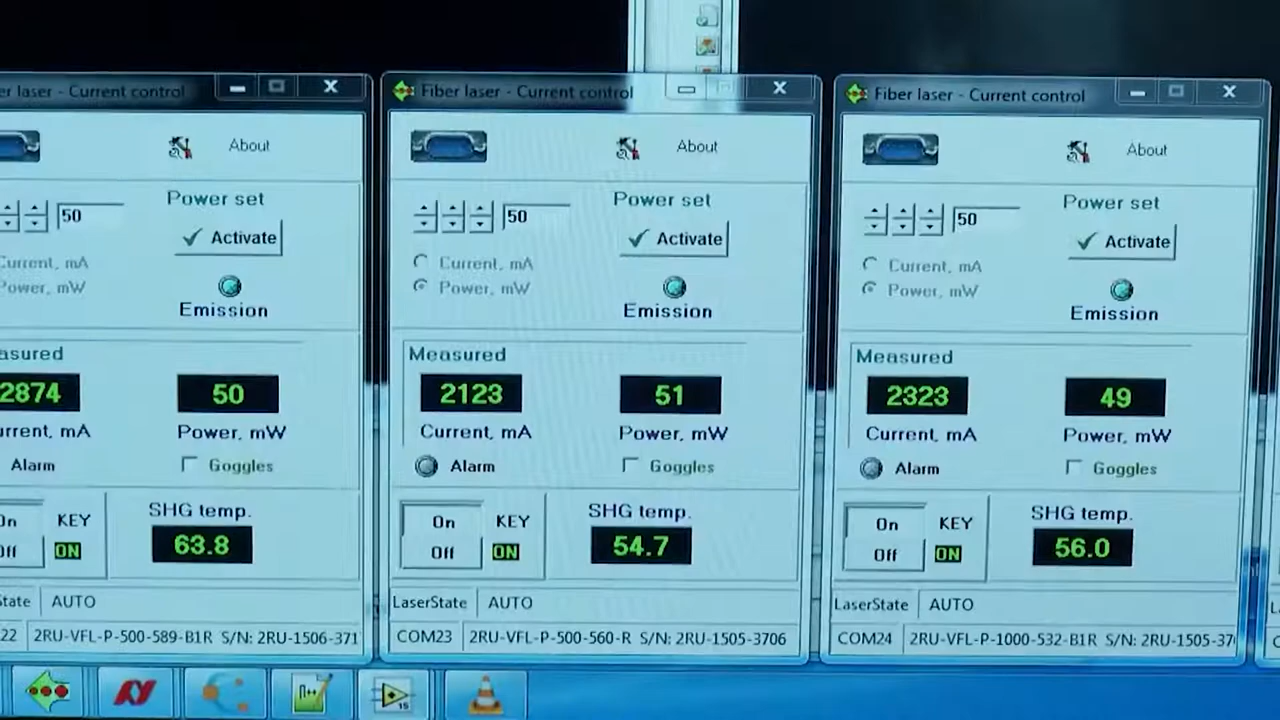 er laser - Current control
About
Power set
50
Activate
Current, mA
Power, mW
Emission
asured
2874
50
urrent, mA
Power, mW
Alarm
Goggles
SHG temp.
On
KEY
Off
ON
63.8
State
AUTO
22
2RU-VFL-P-500-589-B1R S/N: 2RU-1506-371
Fiber laser - Current control
About
Power set
50
Activate
Current, mA
Power, mW
Emission
Measured
2123
51
Current, mA
Power, mW
Alarm
Goggles
SHG temp.
On
KEY
Off
ON
54.7
LaserState
AUTO
COM23
2RU-VFL-P-500-560-R S/N: 2RU-1505-3706
Fiber laser - Current control
About
Power set
50
Activate
Current, mA
Power, mW
Emission
Measured
2323
49
Current, mA
Power, mW
Alarm
Goggles
SHG temp.
On
KEY
Off
ON
56.0
LaserState
AUTO
COM24
2RU-VFL-P-1000-532-B1R S/N: 2RU-1505-37